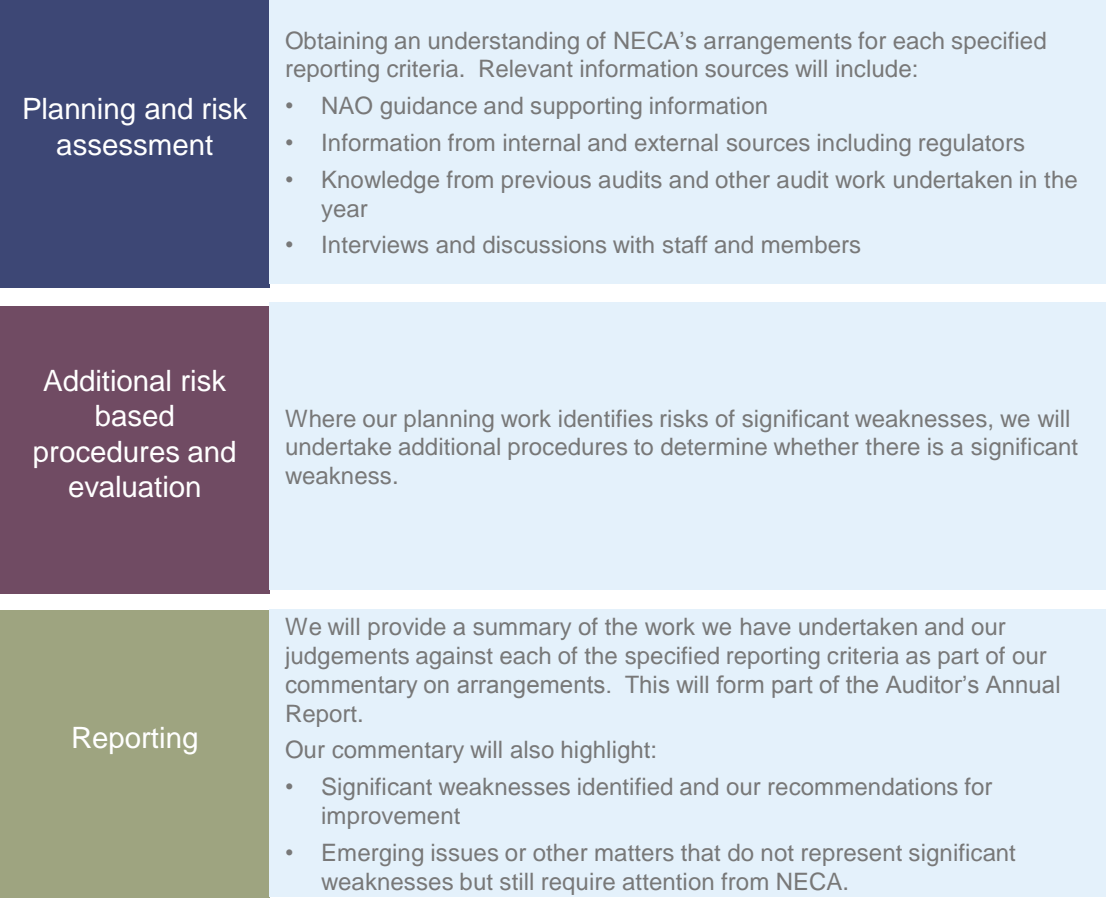 Planning and risk
assessment
Obtaining an understanding of NECA’s arrangements for each specified
reporting criteria.  Relevant information sources will include:
• NAO guidance and supporting information
• Information from internal and external sources including regulators
• Knowledge from previous audits and other audit work undertaken in the
year
• Interviews and discussions with staff and members
Additional risk
based
procedures and
evaluation
Where our planning work identifies risks of significant weaknesses, we will
undertake additional procedures to determine whether there is a significant
weakness.
Reporting
We will provide a summary of the work we have undertaken and our
judgements against each of the specified reporting criteria as part of our
commentary on arrangements.  This will form part of the Auditor’s Annual
Report.
Our commentary will also highlight:
• Significant weaknesses identified and our recommendations for
improvement
• Emerging issues or other matters that do not represent significant
weaknesses but still require attention from NECA.